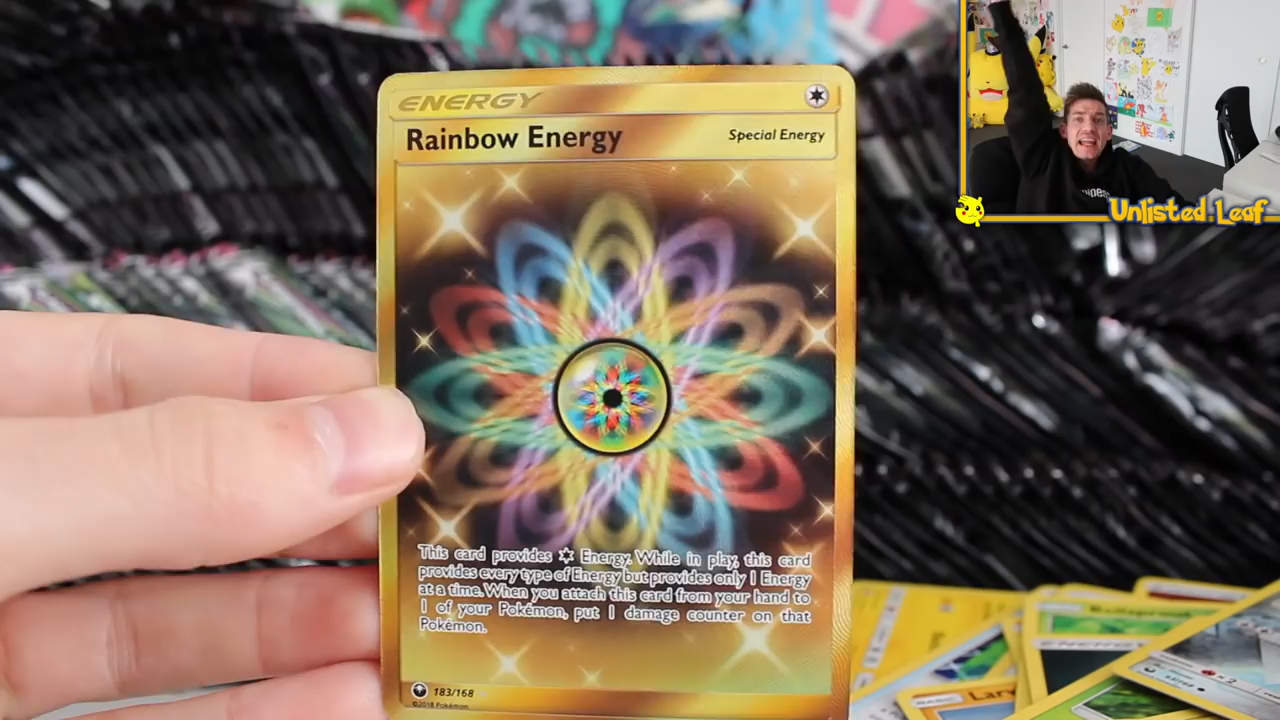 ENERGY
Rainbow Energy
Special Energy
This card provides Energy. While in play, this card
provides every type of Energy but provides only 1 Energy
at a time. When you attach this card from your hand to
1 of your Pokémon, put 1 damage counter on that
Pokémon.
183/168
©2018 Pokémon
Unlisted Leaf
ENERGY
BASIC